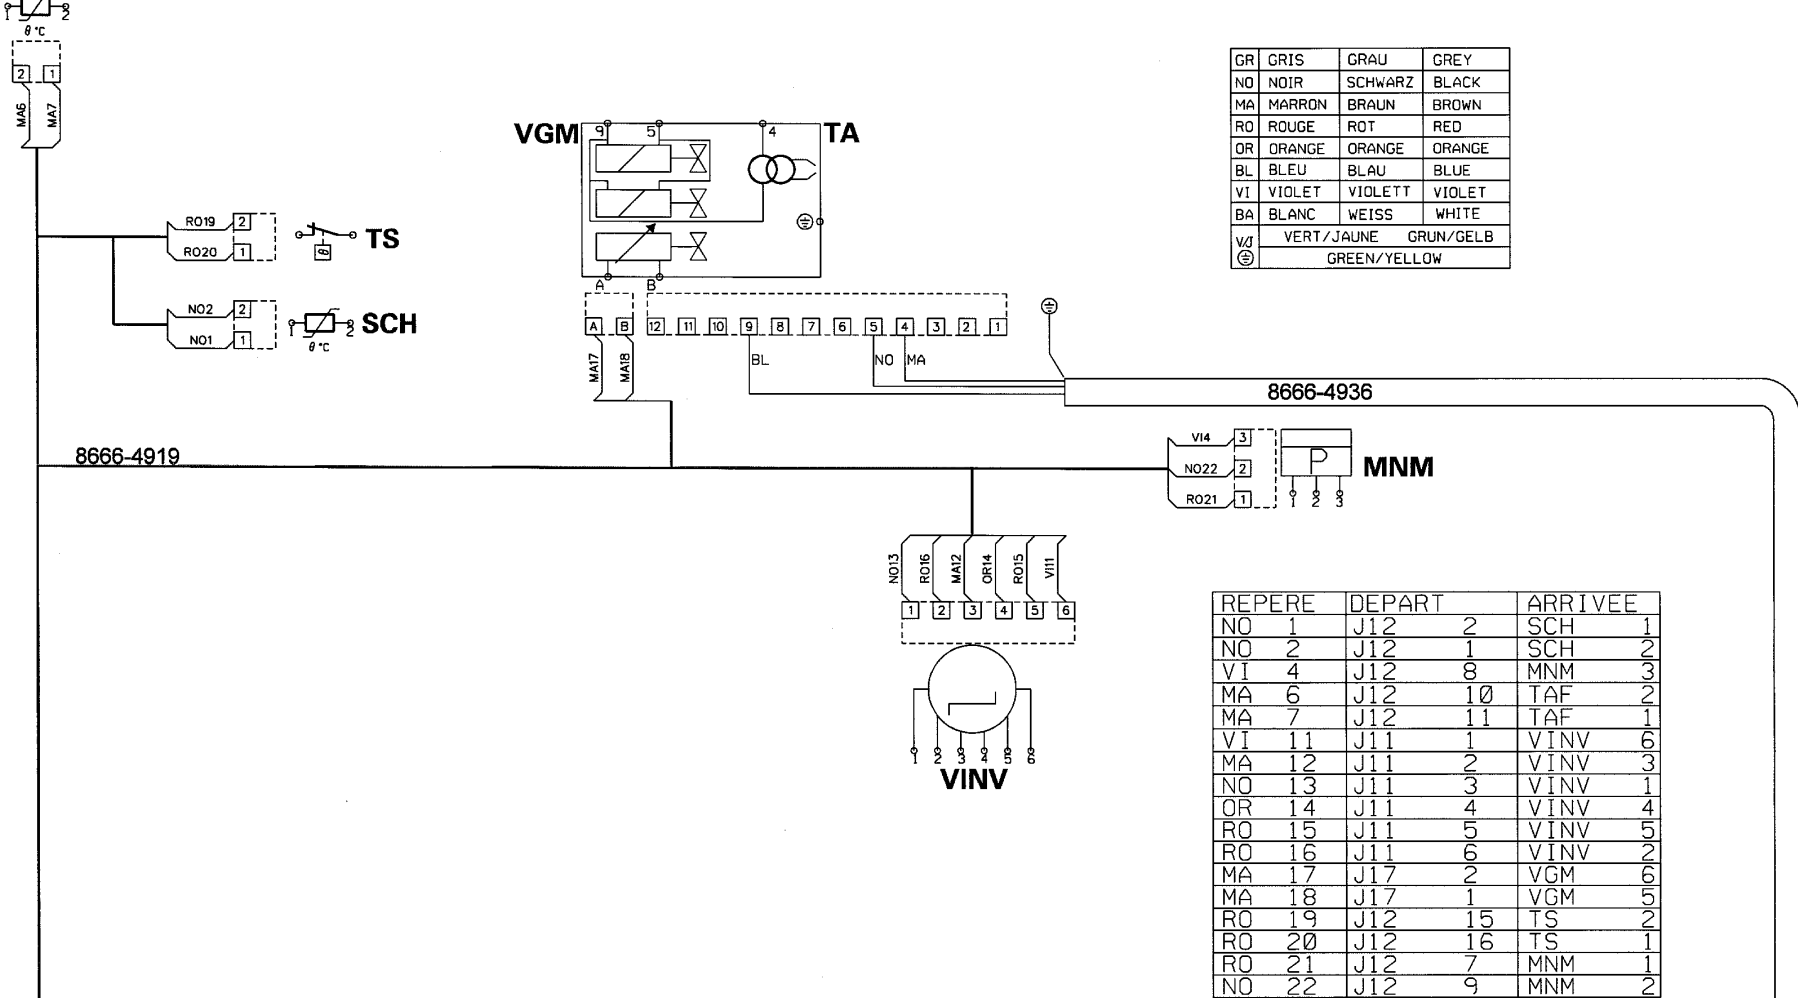 1 2
θ °C
2 1
MA6 MA7
RO19 2
RO20 1
θ
TS
NO2 2
NO1 1
1 2
θ °C
SCH
VGM 9 5 4 TA
A B
A B 12 11 10 9 8 7 6 5 4 3 2 1
MA17 MA18 BL NO MA
GR GRIS GRAU GREY
NO NOIR SCHWARZ BLACK
MA MARRON BRAUN BROWN
RO ROUGE ROT RED
OR ORANGE ORANGE ORANGE
BL BLEU BLAU BLUE
VI VIOLET VIOLETT VIOLET
BA BLANC WEISS WHITE
V/J VERT/JAUNE GRUN/GELB
GREEN/YELLOW
8666-4936
8666-4919
VI4 3
NO22 2
RO21 1
P
1 2 3
MNM
NO13 RO16 MA12 OR14 RO15 VI11
1 2 3 4 5 6
1 2 3 4 5 6
VINV
REPERE DEPART ARRIVEE
NO 1 J12 2 SCH 1
NO 2 J12 1 SCH 2
VI 4 J12 8 MNM 3
MA 6 J12 10 TAF 2
MA 7 J12 11 TAF 1
VI 11 J11 1 VINV 6
MA 12 J11 2 VINV 3
NO 13 J11 3 VINV 1
OR 14 J11 4 VINV 4
RO 15 J11 5 VINV 5
RO 16 J11 6 VINV 2
MA 17 J17 2 VGM 6
MA 18 J17 1 VGM 5
RO 19 J12 15 TS 2
RO 20 J12 16 TS 1
RO 21 J12 7 MNM 1
NO 22 J12 9 MNM 2